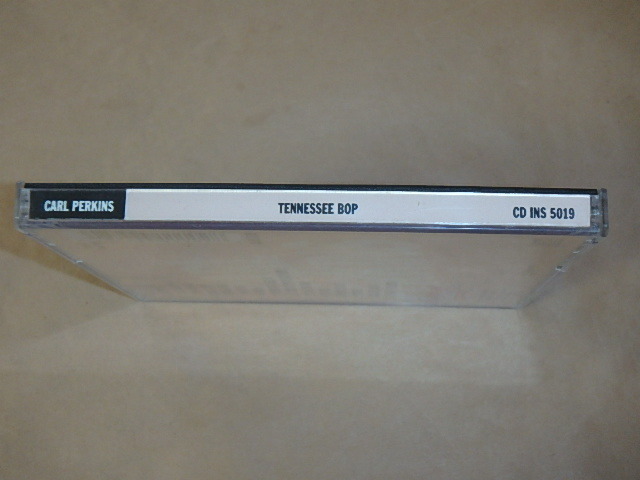 CARL PERKINS TENNESSEE BOP CD INS 5019